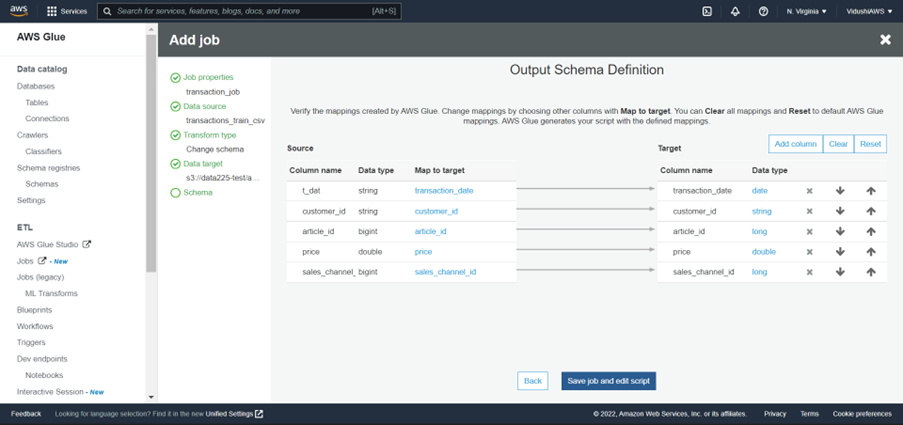 aws Services Search for services, features, blogs, docs, and more [Alt+S] N. Virginia VidushiAWS
AWS Glue
Data catalog
Databases
Tables
Connections
Crawlers
Classifiers
Schema registries
Schemas
Settings
ETL
AWS Glue Studio
Jobs - New
Jobs (legacy)
ML Transforms
Blueprints
Workflows
Triggers
Dev endpoints
Notebooks
Interactive Session - New
Add job
Job properties
transaction_job
Data source
transactions_train_csv
Transform type
Change schema
Data target
s3://data225-test/a...
Schema
Output Schema Definition
Verify the mappings created by AWS Glue. Change mappings by choosing other columns with Map to target. You can Clear all mappings and Reset to default AWS Glue
mappings. AWS Glue generates your script with the defined mappings.
Source
Target
Add column Clear Reset
Column name Data type Map to target Column name Data type
t_dat string transaction_date transaction_date date
customer_id string customer_id customer_id string
article_id bigint article_id article_id long
price double price price double
sales_channel_ bigint sales_channel_id sales_channel_id long
Back Save job and edit script
Feedback Looking for language selection? Find it in the new Unified Settings © 2022, Amazon Web Services, Inc. or its affiliates. Privacy Terms Cookie preferences